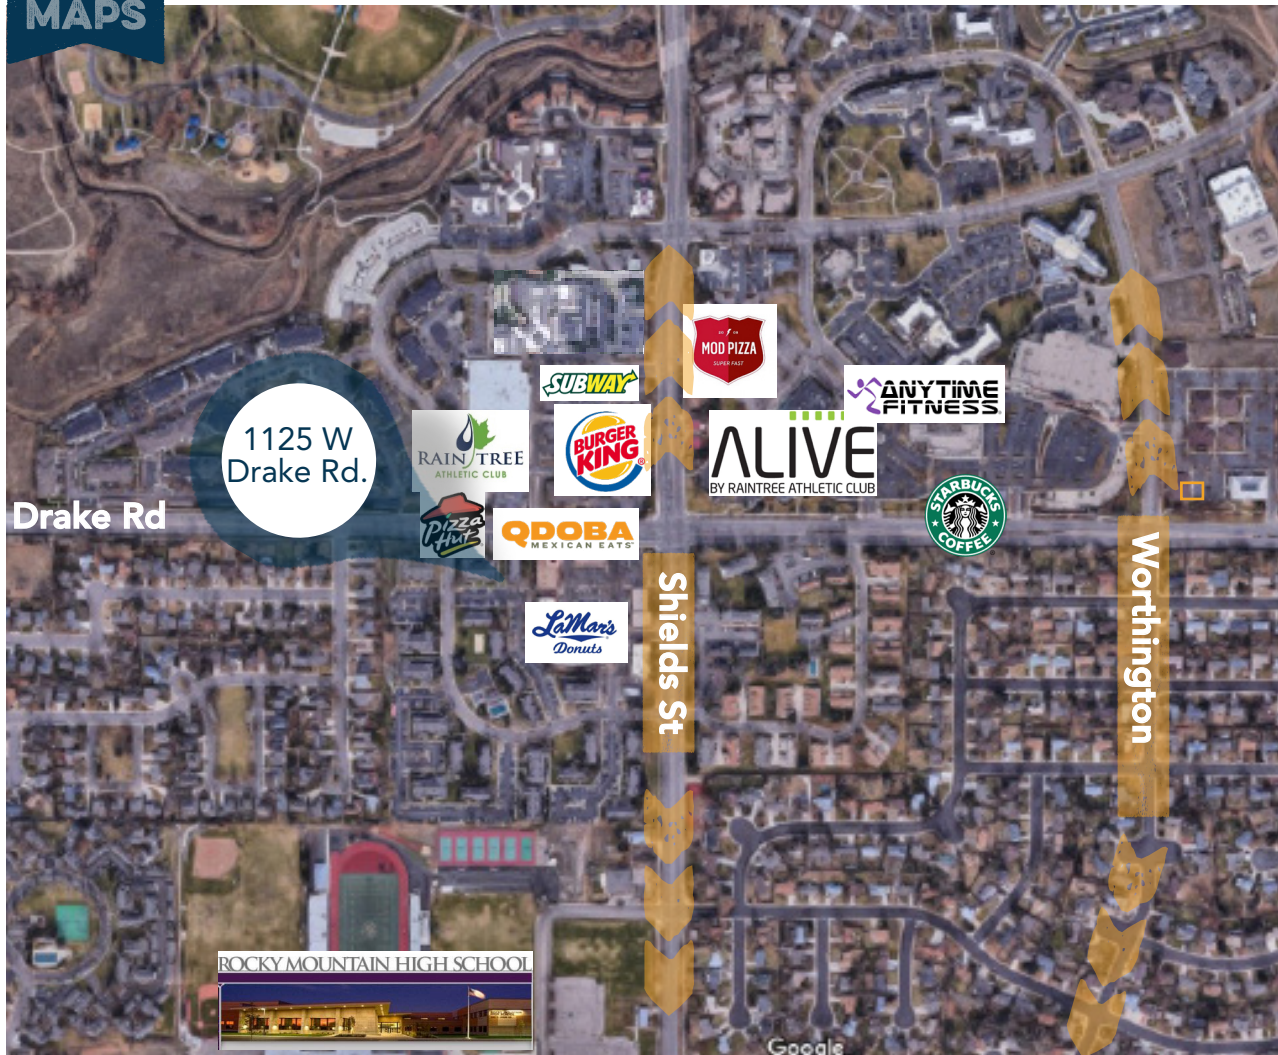 MAPS
MOD PIZZA
SUPER FAST
SUBWAY
ANYTIME
FITNESS
RAIN TREE
ATHLETIC CLUB
BURGER
KING
ALIVE
BY RAINTREE ATHLETIC CLUB
1125 W
Drake Rd.
STARBUCKS
COFFEE
Drake Rd
Pizza
Hut
QDOBA
MEXICAN EATS
Shields St
Worthington
LaMar's
Donuts
ROCKY MOUNTAIN HIGH SCHOOL
Google